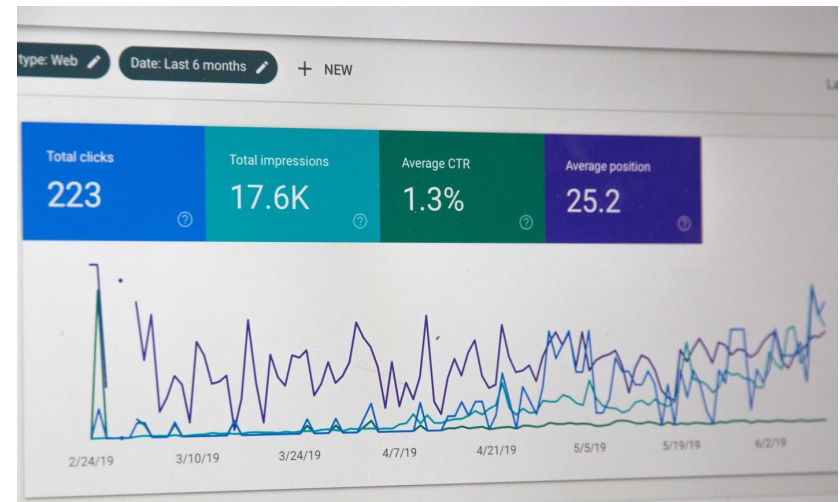 type: Web
Date: Last 6 months
+ NEW
Total clicks
223
Total impressions
17.6K
Average CTR
1.3%
Average position
25.2
2/24/19
3/10/19
3/24/19
4/7/19
4/21/19
5/5/19
5/19/19
6/2/19